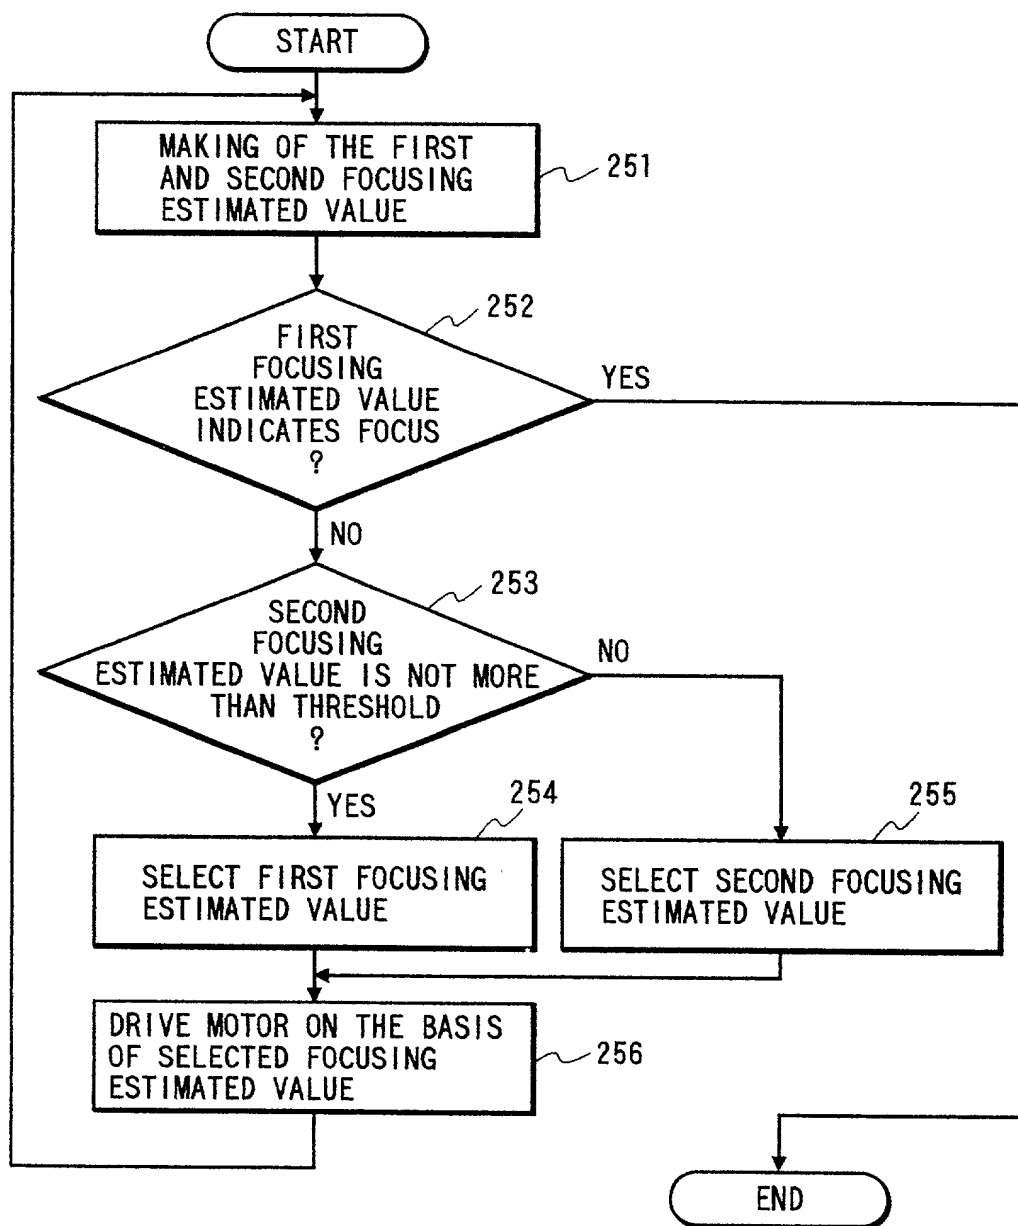 START
MAKING OF THE FIRST
AND SECOND FOCUSING
ESTIMATED VALUE
251
252
FIRST
FOCUSING
ESTIMATED VALUE
INDICATES FOCUS
?
YES
NO
253
SECOND
FOCUSING
ESTIMATED VALUE IS NOT MORE
THAN THRESHOLD
?
NO
YES
254
SELECT FIRST FOCUSING
ESTIMATED VALUE
255
SELECT SECOND FOCUSING
ESTIMATED VALUE
DRIVE MOTOR ON THE BASIS
OF SELECTED FOCUSING
ESTIMATED VALUE
256
END